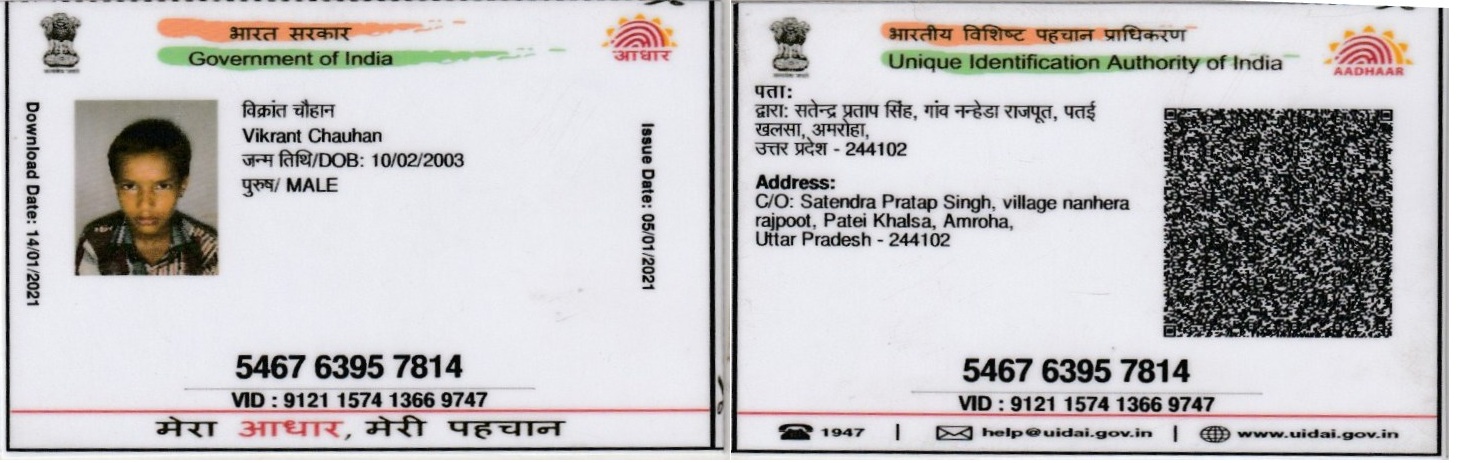 भारत सरकार
Government of India
आधार
Download Date: 14/01/2021
विक्रांत चौहान
Vikrant Chauhan
जन्म तिथि/DOB: 10/02/2003
पुरुष/ MALE
Issue Date: 05/01/2021
5467 6395 7814
VID : 9121 1574 1366 9747
मेरा आधार, मेरी पहचान
भारतीय विशिष्ट पहचान प्राधिकरण
Unique Identification Authority of India
AADHAAR
पता:
द्वारा: सतेन्द्र प्रताप सिंह, गांव नन्हेडा राजपूत, पतई
खलसा, अमरोहा,
उत्तर प्रदेश - 244102
Address:
C/O: Satendra Pratap Singh, village nanhera
rajpoot, Patei Khalsa, Amroha,
Uttar Pradesh - 244102
5467 6395 7814
VID : 9121 1574 1366 9747
1947 | help@uidai.gov.in | www.uidai.gov.in